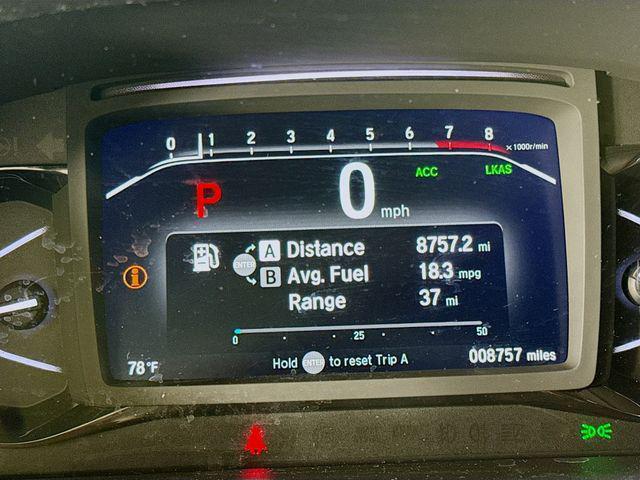 0 1 2 3 4 5 6 7 8 x1000r/min
P 0 mph ACC LKAS
ENTER A Distance 8757.2 mi
B Avg. Fuel 18.3 mpg
Range 37 mi
0 25 50
78°F Hold ENTER to reset Trip A 008757 miles